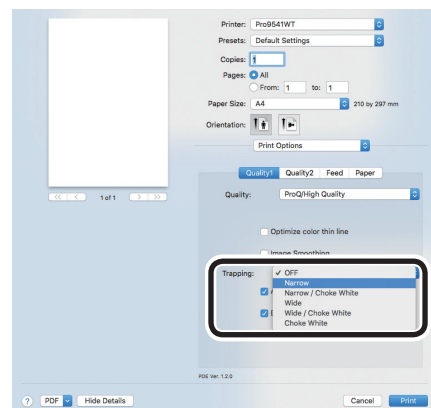 Printer: Pro9541WT
Presets: Default Settings
Copies: 1
Pages: All
From: 1 to: 1
Paper Size: A4 210 by 297 mm
Orientation:
Print Options
Quality1 Quality2 Feed Paper
Quality: ProQ/High Quality
<< < 1 of 1 > >>
Optimize color thin line
Image Smoothing
Trapping: ✓ OFF
Narrow
Narrow / Choke White
Wide
Wide / Choke White
Choke White
PDE Ver. 1.2.0
? PDF Hide Details Cancel Print